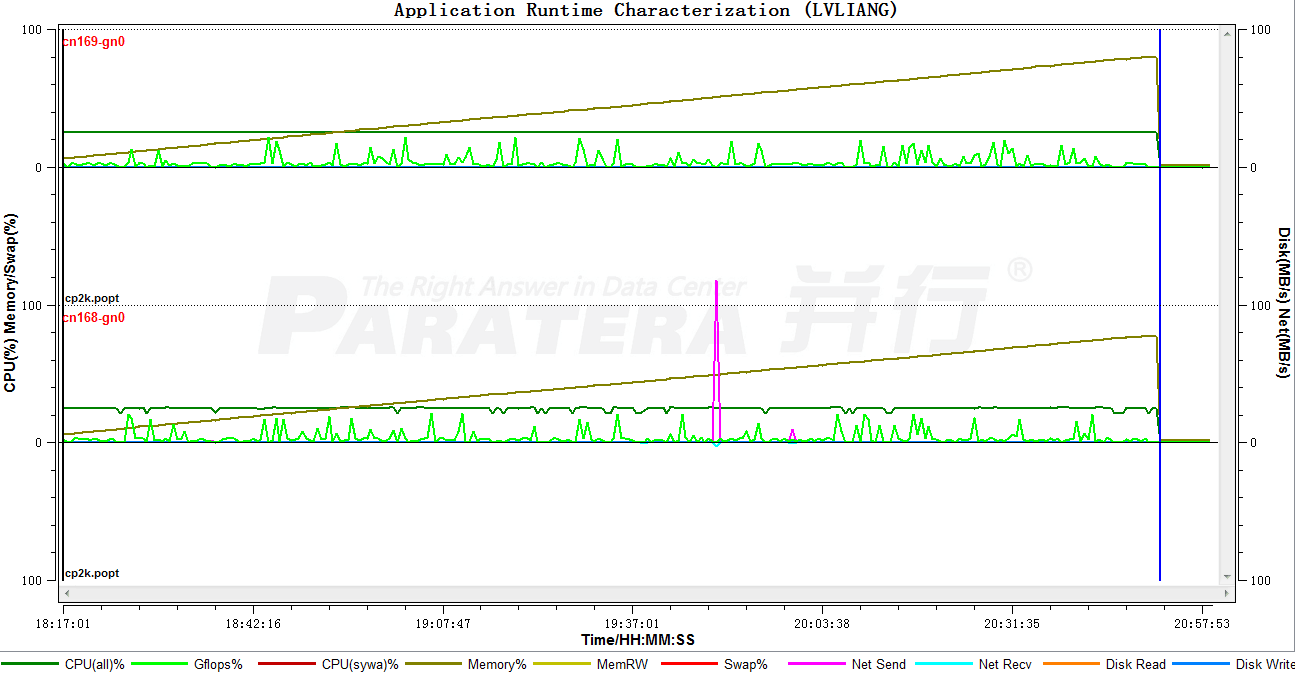 Application Runtime Characterization (LVLIANG)
100
cn169-gn0
0
100
cp2k.popt
cn168-gn0
0
100
cp2k.popt
100
0
100
0
100
CPU(%) Memory/Swap(%)
Disk(MB/s) Net(MB/s)
The Right Answer in Data Center
PARATERA 并行®
18:17:01 18:42:16 19:07:47 19:37:01 20:03:38 20:31:35 20:57:53
Time/HH:MM:SS
CPU(all)% Gflops% CPU(sywa)% Memory% MemRW Swap% Net Send Net Recv Disk Read Disk Write